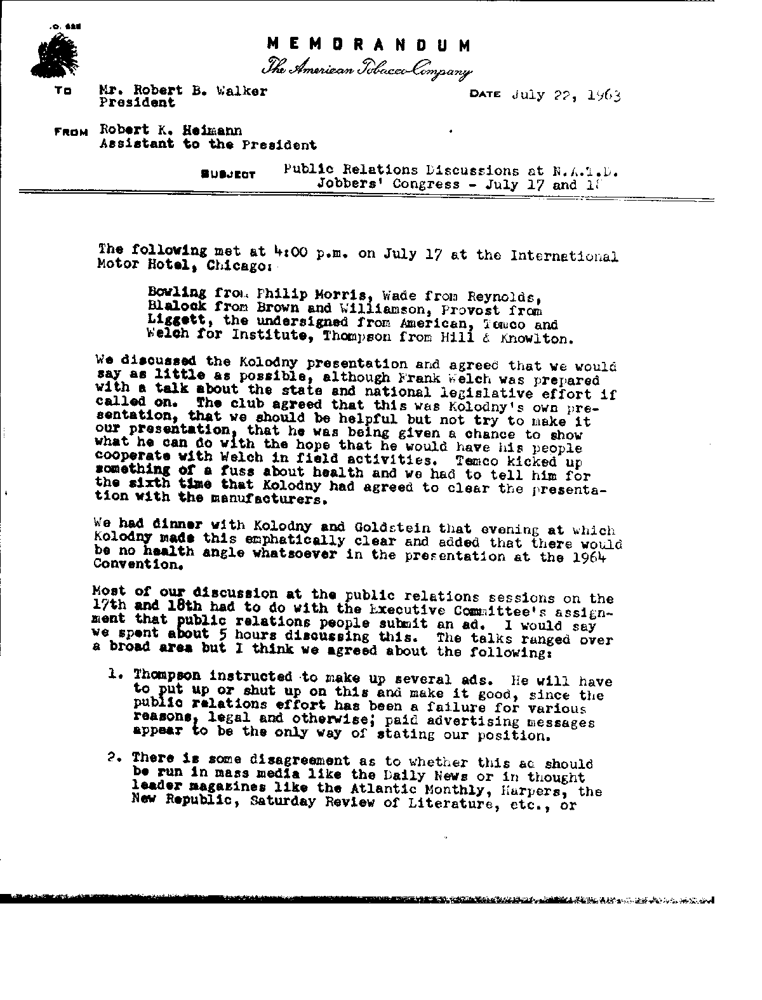 MEMORANDUM
The American Tobacco Company
TO Mr. Robert B. Walker
President
DATE July 22, 1963
FROM Robert K. Heimann
Assistant to the President
SUBJECT Public Relations Discussions at N.A.T.D.
Jobbers' Congress - July 17 and
The following met at 4:00 p.m. on July 17 at the International
Motor Hotel, Chicago:
Bowling from Philip Morris, Wade from Reynolds,
Blalock from Brown and Williamson, Provost from
Liggett, the undersigned from American, Temco and
Welch for Institute, Thompson from Hill & Knowlton.
We discussed the Kolodny presentation and agreed that we would
say as little as possible, although Frank Welch was prepared
with a talk about the state and national legislative effort if
called on. The club agreed that this was Kolodny's own pre-
sentation, that we should be helpful but not try to make it
our presentation, that he was being given a chance to show
what he can do with the hope that he would have his people
cooperate with Welch in field activities. Temco kicked up
something of a fuss about health and we had to tell him for
the sixth time that Kolodny had agreed to clear the presenta-
tion with the manufacturers.
We had dinner with Kolodny and Goldstein that evening at which
Kolodny made this emphatically clear and added that there would
be no health angle whatsoever in the presentation at the 1964
Convention.
Most of our discussion at the public relations sessions on the
17th and 18th had to do with the Executive Committee's assign-
ment that public relations people submit an ad. I would say
we spent about 5 hours discussing this. The talks ranged over
a broad area but I think we agreed about the following:
1. Thompson instructed to make up several ads. He will have
to put up or shut up on this and make it good, since the
public relations effort has been a failure for various
reasons, legal and otherwise; paid advertising messages
appear to be the only way of stating our position.
2. There is some disagreement as to whether this ad should
be run in mass media like the Daily News or in thought
leader magazines like the Atlantic Monthly, Harpers, the
New Republic, Saturday Review of Literature, etc., or